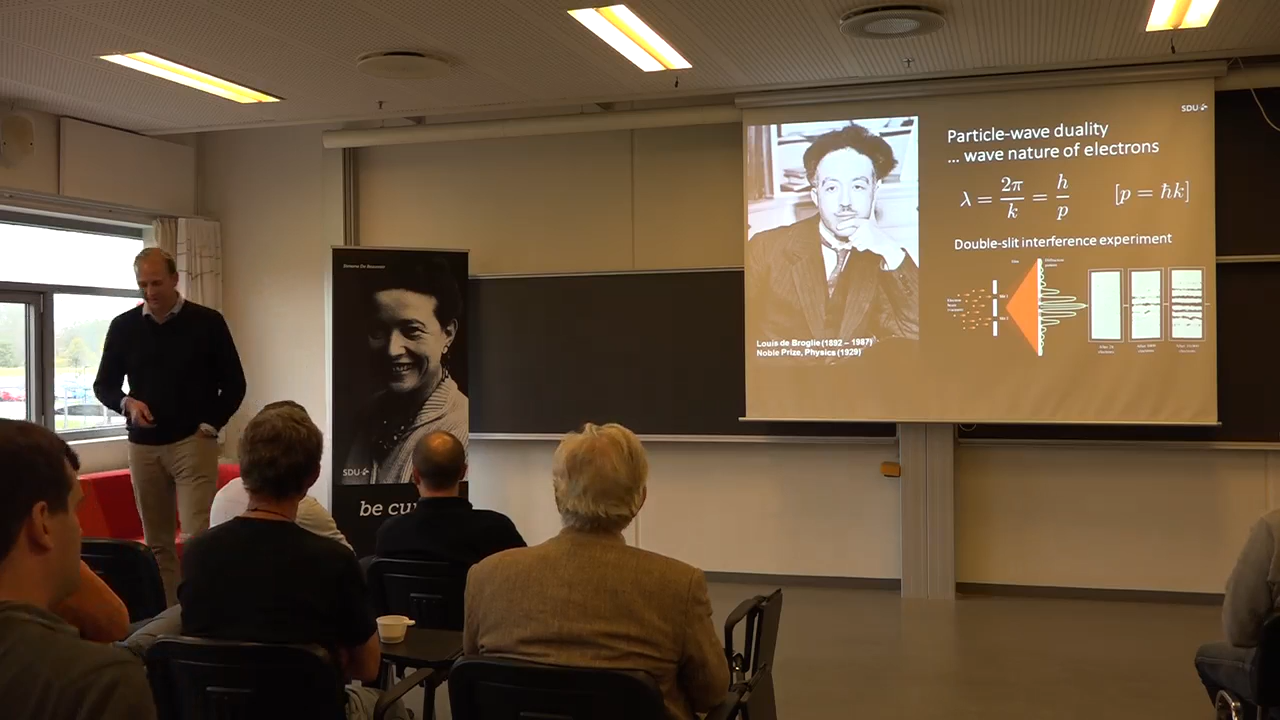 Simone De Beauvoir
SDU
be cu
SDU
Particle-wave duality
... wave nature of electrons
λ = 2π/k = h/p [p = ħk]
Double-slit interference experiment
Louis de Broglie (1892 – 1987)
Noble Prize, Physics (1929)